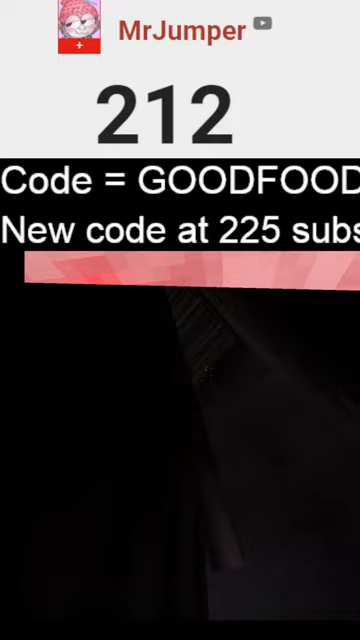 MrJumper
212
Code = GOODFOOD
New code at 225 subs